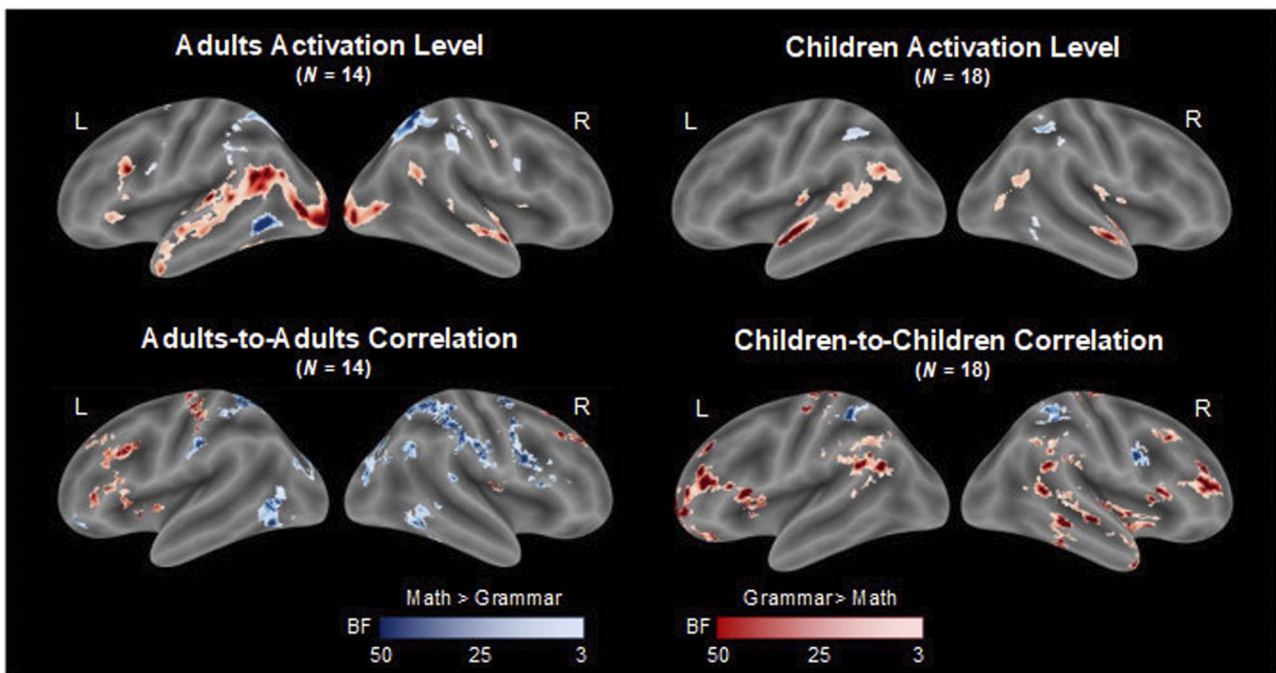 Adults Activation Level
(N = 14)
Children Activation Level
(N = 18)
L
R
L
R
Adults-to-Adults Correlation
(N = 14)
Children-to-Children Correlation
(N = 18)
L
R
L
R
Math > Grammar
BF
50 25 3
Grammar> Math
BF
50 25 3